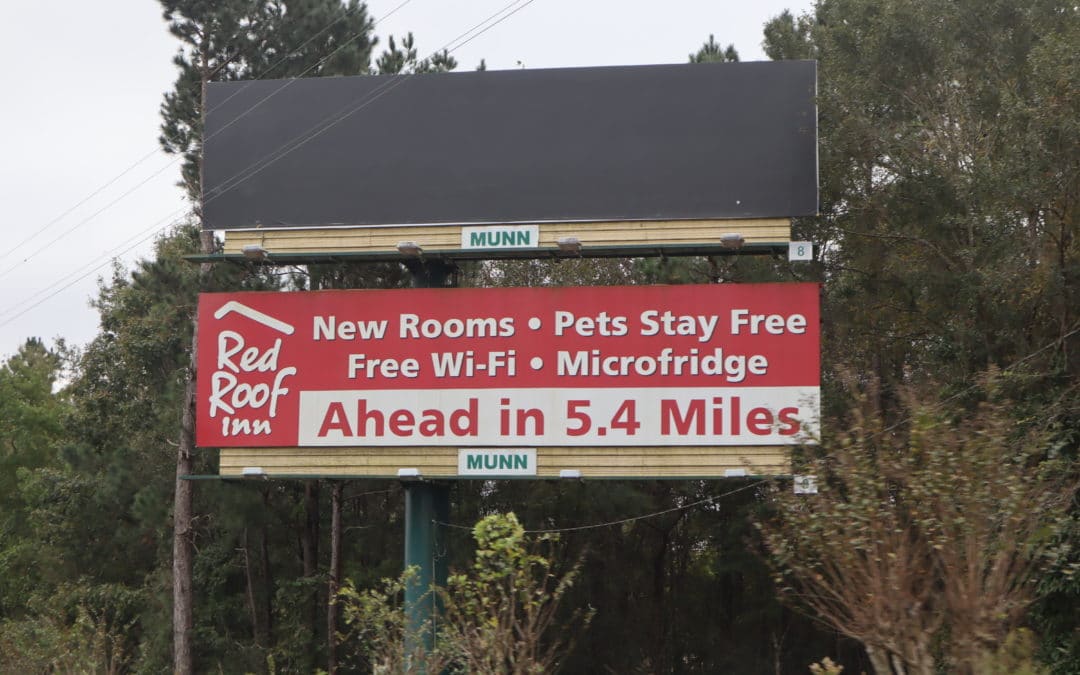 MUNN
8
Red
Roof
Inn
New Rooms • Pets Stay Free
Free Wi-Fi • Microfridge
Ahead in 5.4 Miles
MUNN